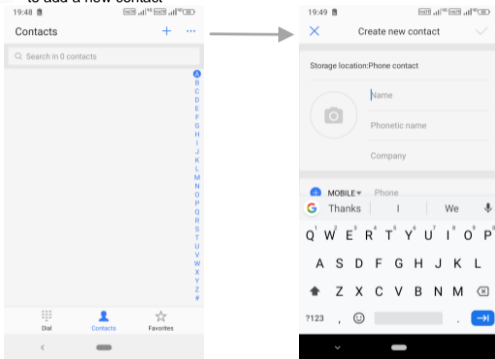 to add a new contact
19:48
Contacts
Search in 0 contacts
A
B
C
D
E
F
G
H
I
J
K
L
M
N
O
P
Q
R
S
T
U
V
W
X
Y
Z
#
Dial
Contacts
Favorites
19:49
Create new contact
Storage location:Phone contact
Name
Phonetic name
Company
MOBILE Phone
G Thanks I We
Q W E R T Y U I O P
A S D F G H J K L
Z X C V B N M
?123 , .